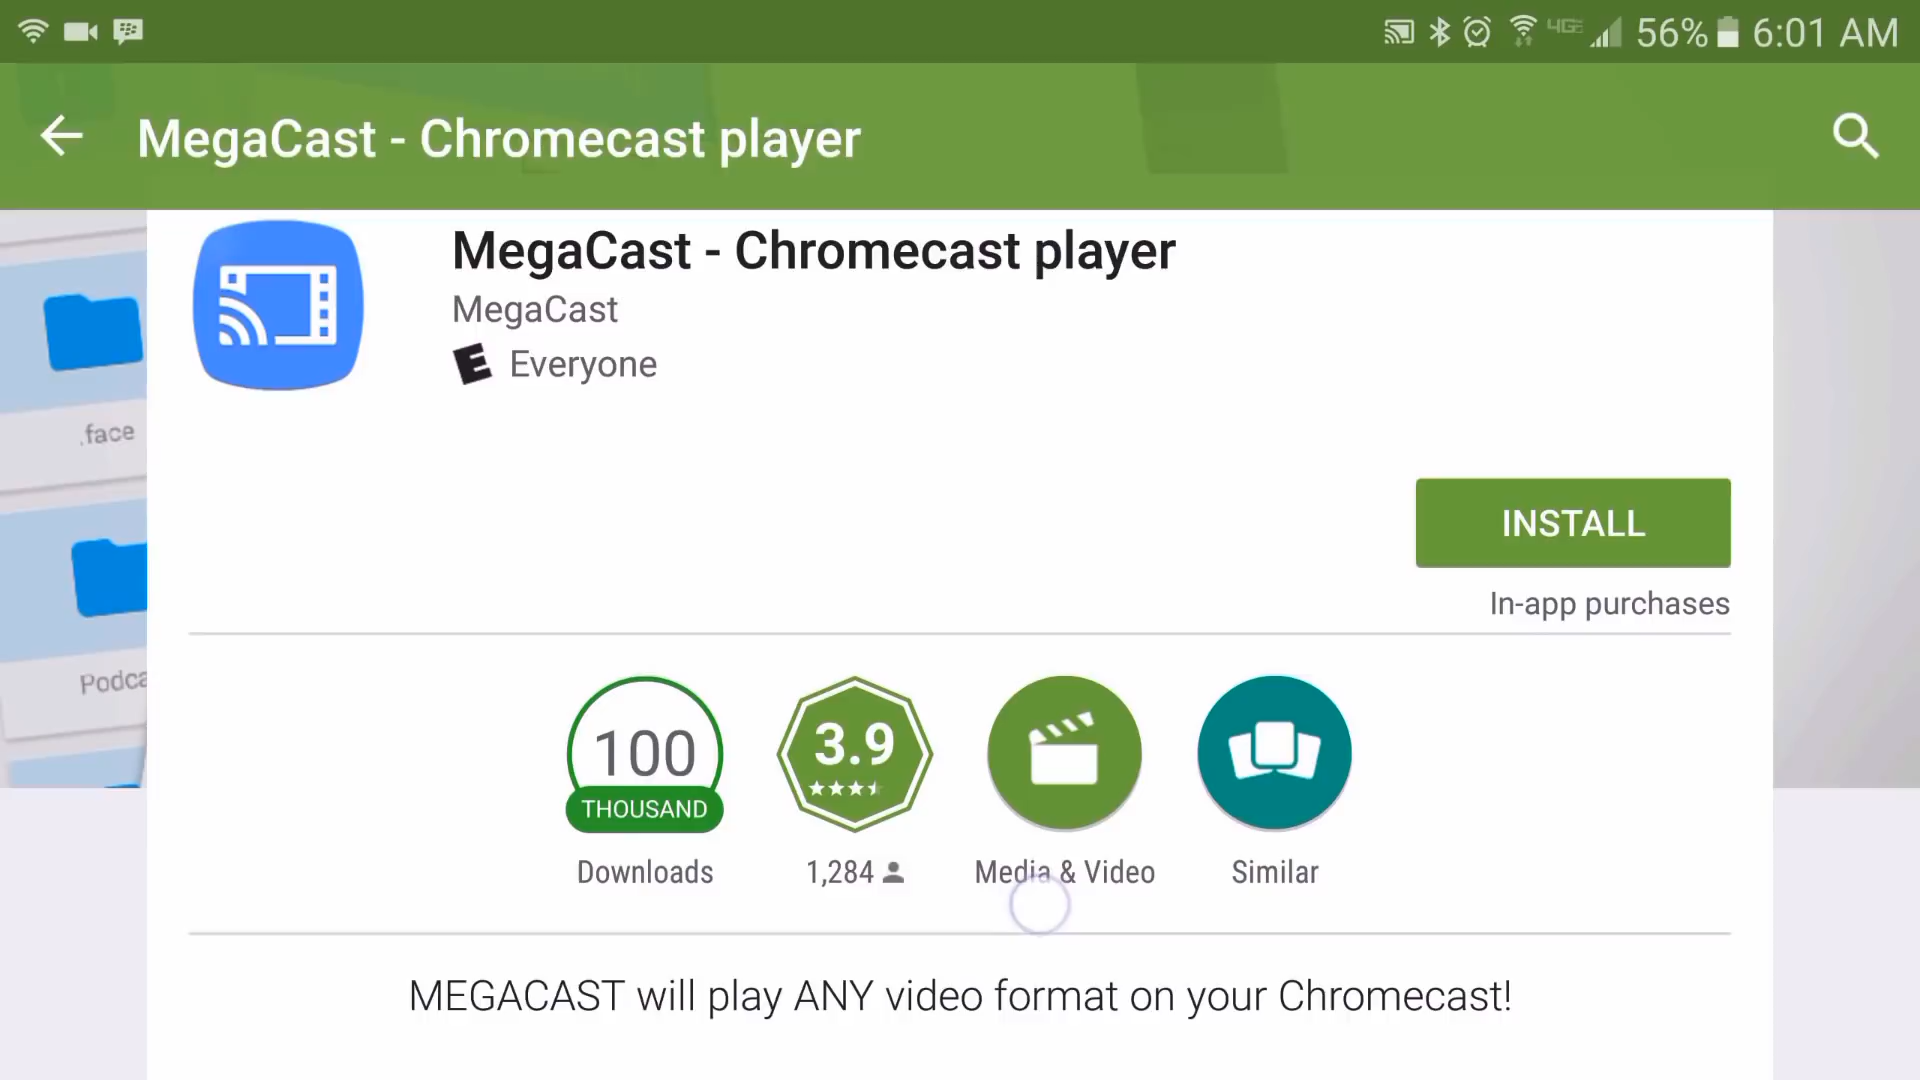 4GE 56% 6:01 AM
MegaCast - Chromecast player
MegaCast - Chromecast player
MegaCast
E Everyone
.face
INSTALL
In-app purchases
Podca
100
THOUSAND
3.9
Downloads
1,284
Media & Video
Similar
MEGACAST will play ANY video format on your Chromecast!